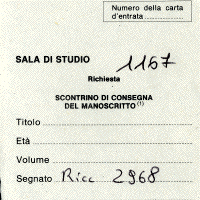 Numero della carta
d'entrata
SALA DI STUDIO 1167
Richiesta
SCONTRINO DI CONSEGNA
DEL MANOSCRITTO (1)
Titolo
Età
Volume
Segnato Ricc 2968